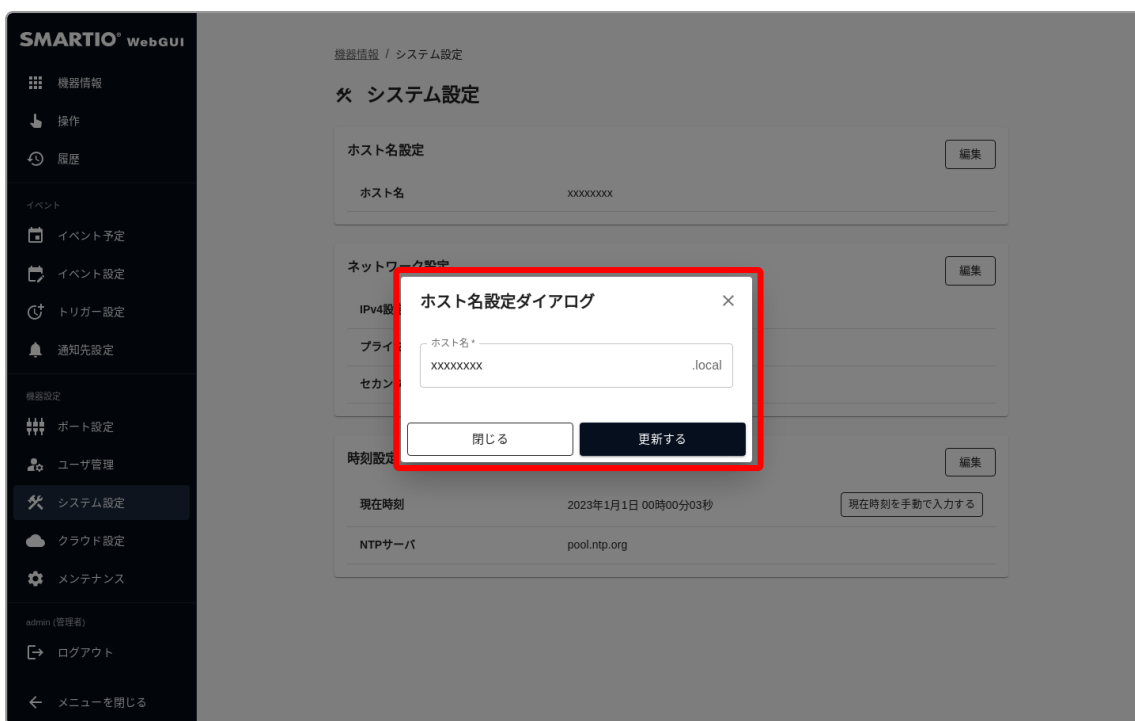 SMARTIO® WebGUI
機器情報
操作
履歴
イベント
イベント予定
イベント設定
トリガー設定
通知先設定
機器設定
ポート設定
ユーザ管理
システム設定
クラウド設定
メンテナンス
admin (管理者)
ログアウト
メニューを閉じる
機器情報 / システム設定
システム設定
ホスト名設定
編集
ホスト名 xxxxxxxx
ネットワーク設定
編集
IPv4設
プライ
セカン
ホスト名設定ダイアログ
ホスト名 *
xxxxxxxx .local
閉じる 更新する
時刻設定
編集
現在時刻 2023年1月1日 00時00分03秒 現在時刻を手動で入力する
NTPサーバ pool.ntp.org